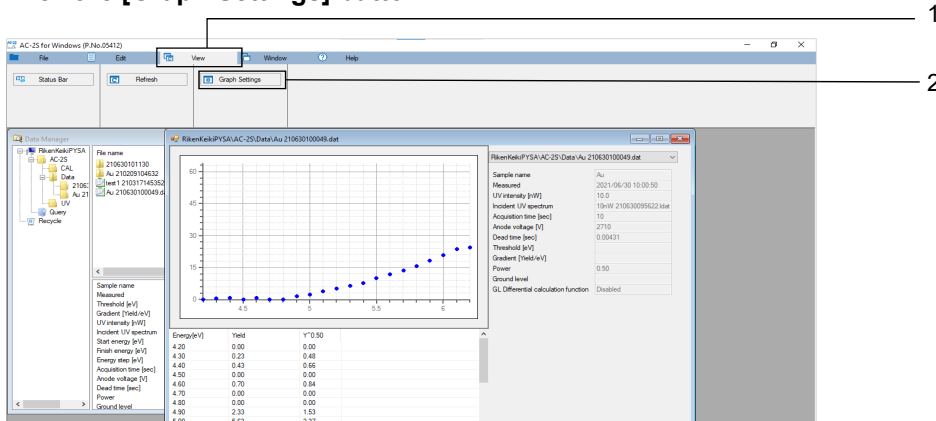 1
AC-2S for Windows (P.No.05412)
File Edit View Window Help
Status Bar Refresh Graph Settings
2
Data Manager
RikenKeikiPYSA
AC-2S
CAL
Data
2106:
Au 21
UV
Query
Recycle
File name
210630101130
Au 210209104632
test 1 210317145352
Au 210630100049.d
Sample name
Measured
Threshold [eV]
Gradient [Yield/eV]
UV intensity [nW]
Incident UV spectrum
Start energy [eV]
Finish energy [eV]
Energy step [eV]
Acquisition time [sec]
Anode voltage [V]
Dead time [sec]
Power
Ground level
RikenKeikiPYSA\AC-2S\Data\Au 210630100049.dat
60
45
30
15
0
4.5 5 5.5 6
Energy[eV] Yield Y^0.50
4.20 0.00 0.00
4.30 0.23 0.48
4.40 0.43 0.66
4.50 0.00 0.00
4.60 0.70 0.84
4.70 0.00 0.00
4.80 0.00 0.00
4.90 2.33 1.53
RikenKeikiPYSA\AC-2S\Data\Au 210630100049.dat
Sample name Au
Measured 2021/06/30 10:00:50
UV intensity [nW] 10.0
Incident UV spectrum 10nW 210630095622.ldat
Acquisition time [sec] 10
Anode voltage [V] 2710
Dead time [sec] 0.00431
Threshold [eV]
Gradient [Yield/eV]
Power 0.50
Ground level
GL Differential calculation function Disabled